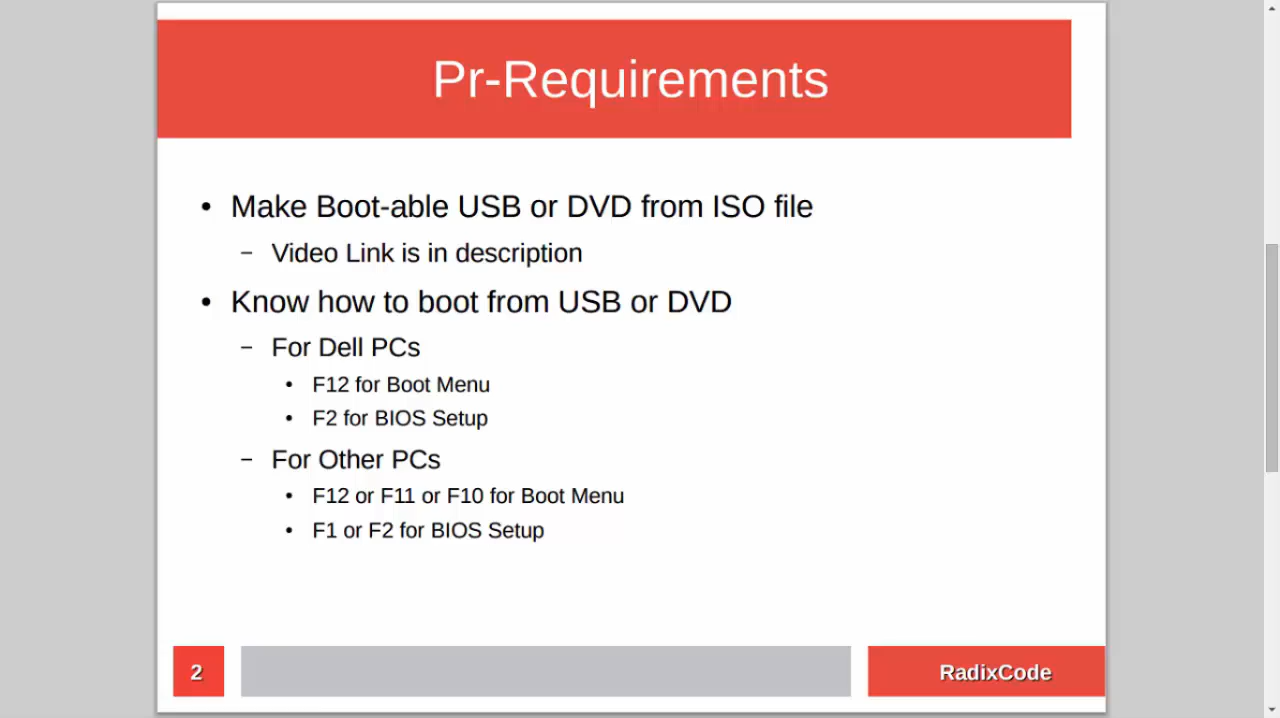 Pr-Requirements
• Make Boot-able USB or DVD from ISO file
– Video Link is in description
• Know how to boot from USB or DVD
– For Dell PCs
• F12 for Boot Menu
• F2 for BIOS Setup
– For Other PCs
• F12 or F11 or F10 for Boot Menu
• F1 or F2 for BIOS Setup
2
RadixCode